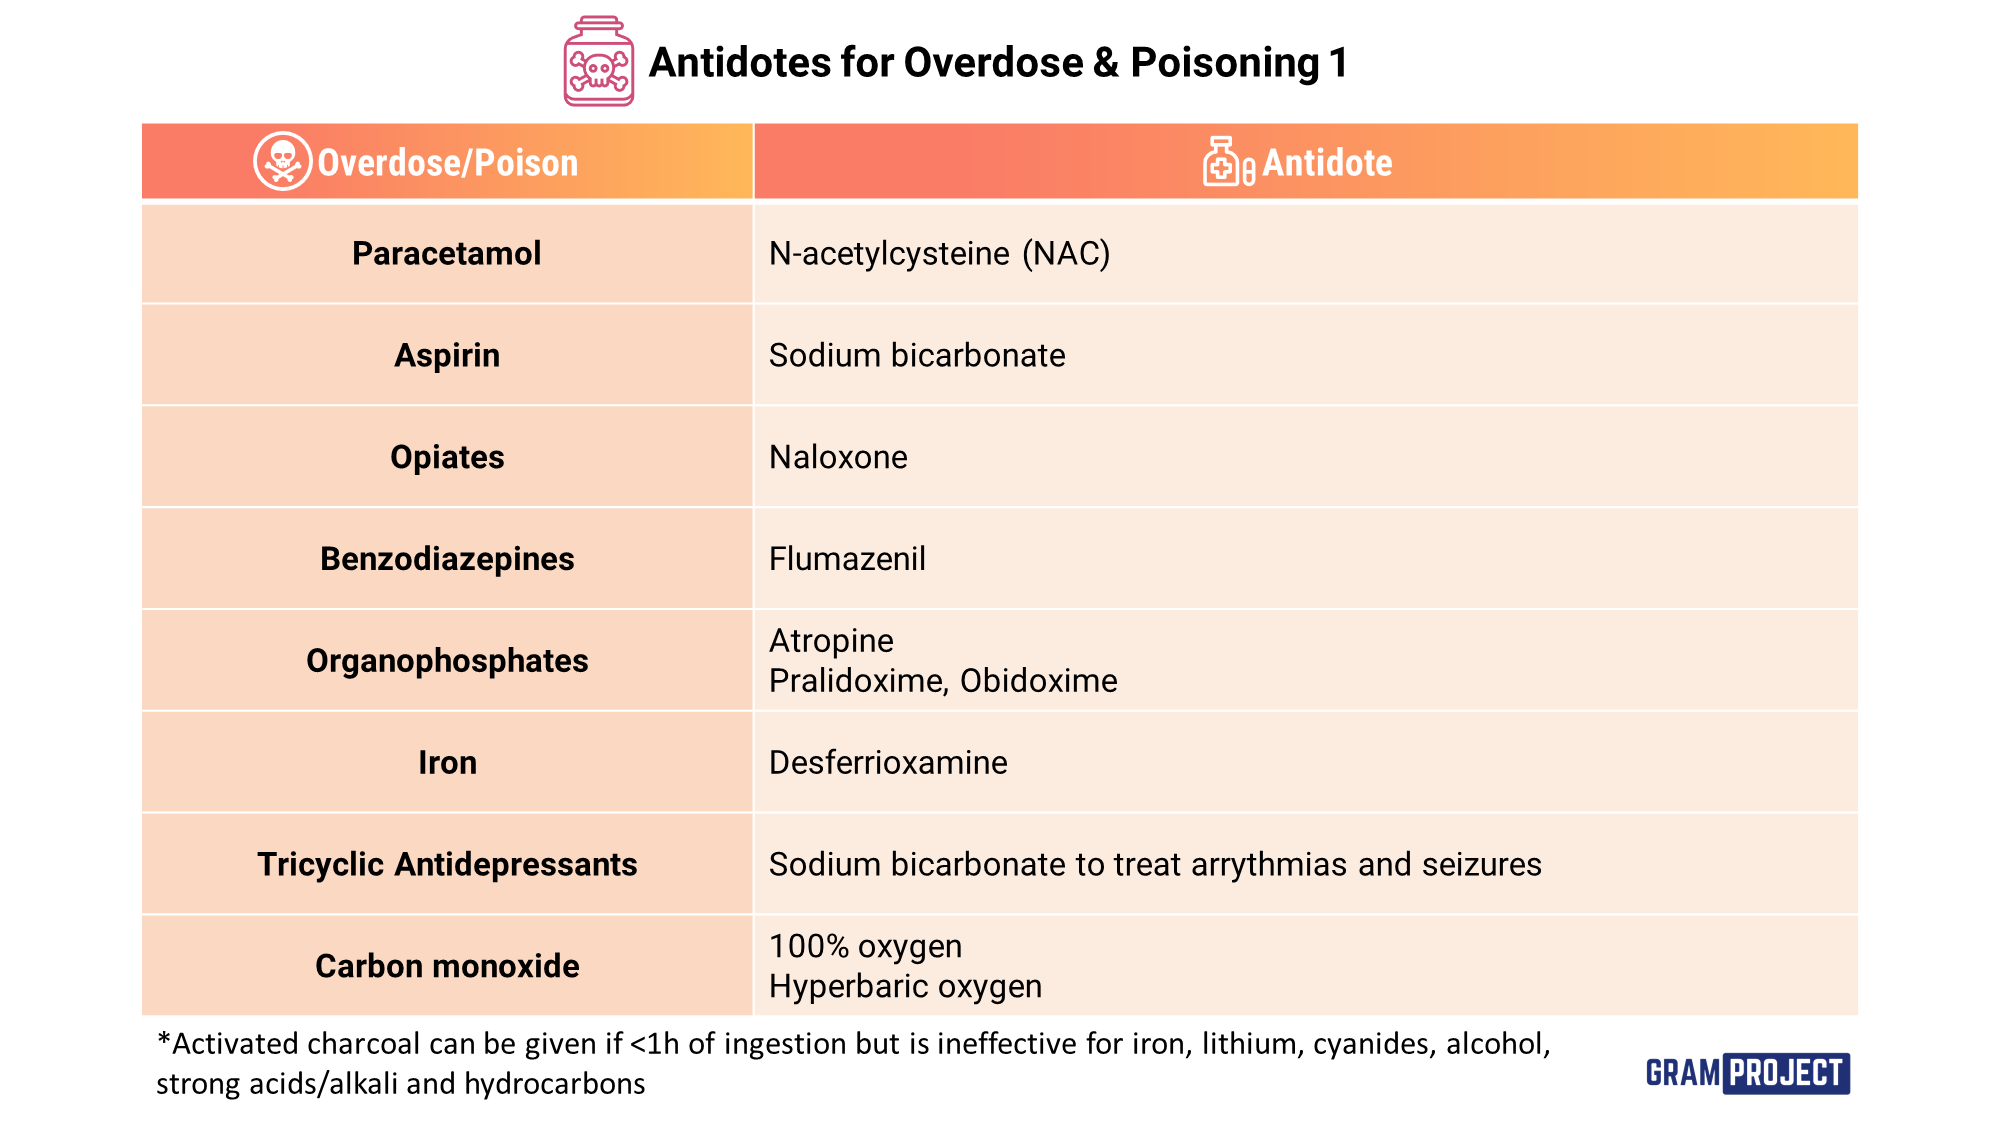 Antidotes for Overdose & Poisoning 1
Overdose/Poison
Antidote
Paracetamol
N-acetylcysteine (NAC)
Aspirin
Sodium bicarbonate
Opiates
Naloxone
Benzodiazepines
Flumazenil
Organophosphates
Atropine
Pralidoxime, Obidoxime
Iron
Desferrioxamine
Tricyclic Antidepressants
Sodium bicarbonate to treat arrythmias and seizures
Carbon monoxide
100% oxygen
Hyperbaric oxygen
*Activated charcoal can be given if <1h of ingestion but is ineffective for iron, lithium, cyanides, alcohol,
strong acids/alkali and hydrocarbons
GRAM PROJECT